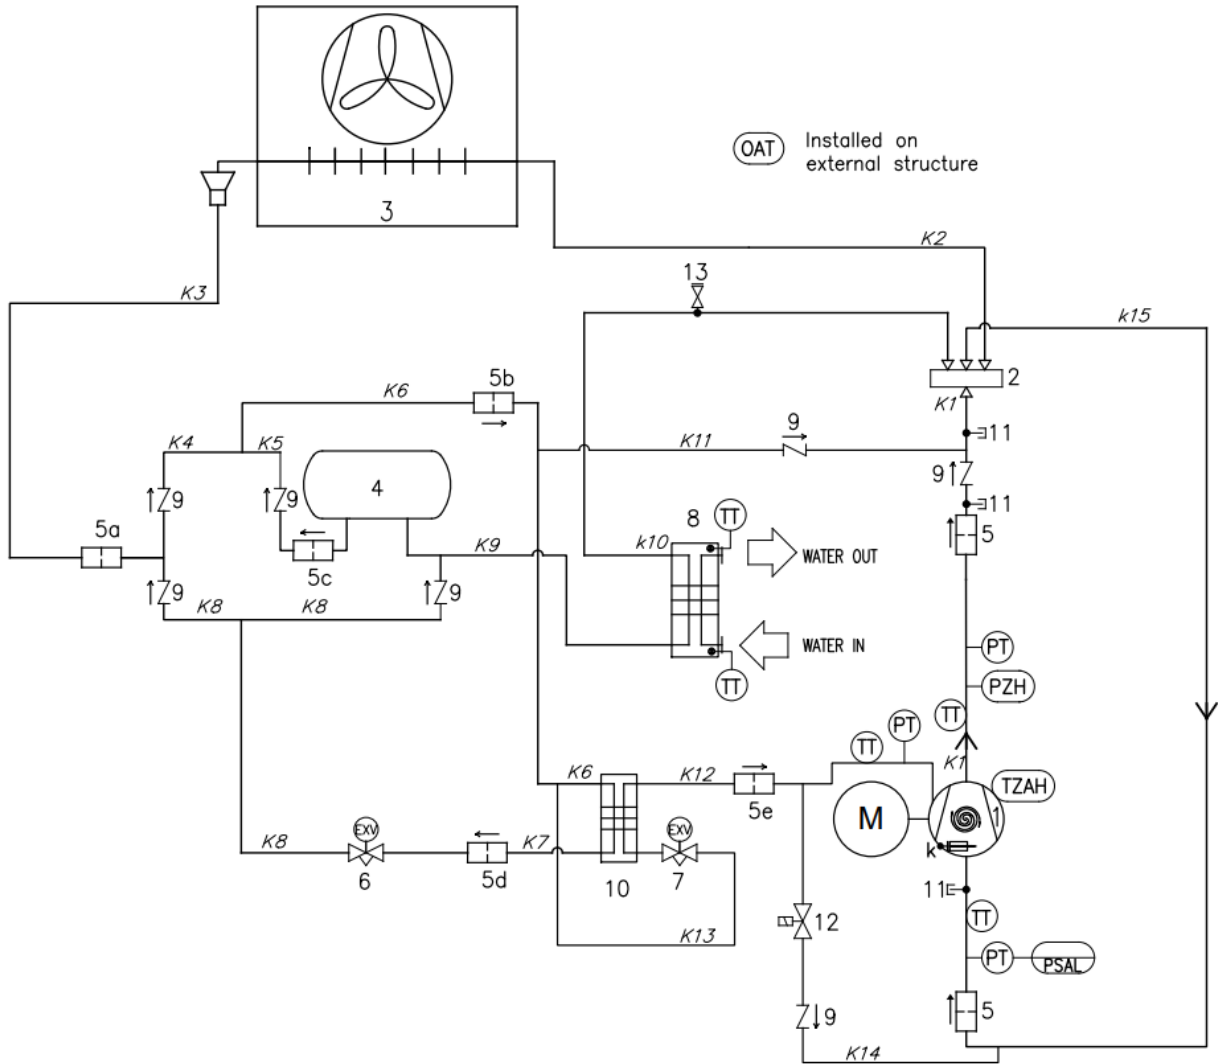 OAT
Installed on
external structure
3
K2
13
K3
k15
2
5b
K6
K1
11
9
K4
K5
K11
9
9
9
4
11
8
TT
5
5a
K9
k10
WATER OUT
5c
9
9
K8
K8
WATER IN
PT
TT
PZH
TT
PT
TT
K1
K6
K12
TZAH
5e
M
1
EXV
EXV
K8
K7
k
6
5d
10
7
11
12
TT
K13
PT
PSAL
9
5
K14